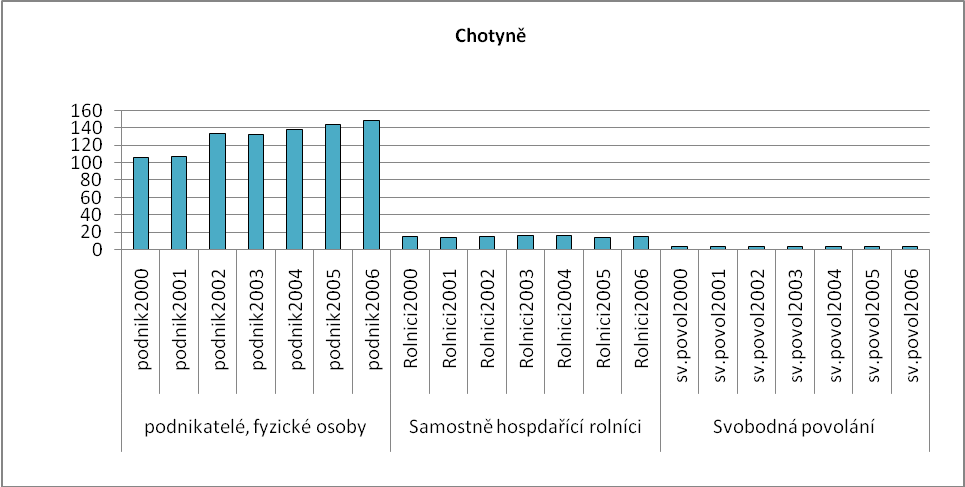 Chotyně
160
140
120
100
80
60
40
20
0
podnik2000
podnik2001
podnik2002
podnik2003
podnik2004
podnik2005
podnik2006
Rolnici2000
Rolnici2001
Rolnici2002
Rolnici2003
Rolnici2004
Rolnici2005
Rolnici2006
sv.povol2000
sv.povol2001
sv.povol2002
sv.povol2003
sv.povol2004
sv.povol2005
sv.povol2006
podnikatelé, fyzické osoby
Samostně hospdařící rolníci
Svobodná povolání